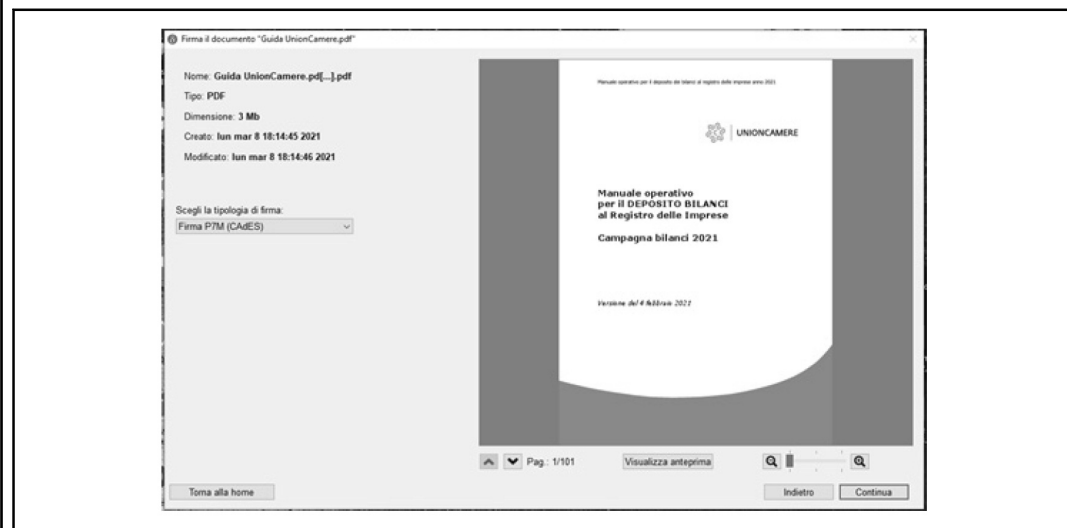 Firma il documento "Guida UnionCamere.pdf"
Nome: Guida UnionCamere.pd[...].pdf
Tipo: PDF
Dimensione: 3 Mb
Creato: lun mar 8 18:14:45 2021
Modificato: lun mar 8 18:14:46 2021
Scegli la tipologia di firma:
Firma P7M (CAdES)
Manuale operativo per il deposito dei bilanci al registro delle imprese anno 2021
UNIONCAMERE
Manuale operativo
per il DEPOSITO BILANCI
al Registro delle Imprese
Campagna bilanci 2021
Versione del 4 febbraio 2021
Pag.: 1/101
Visualizza anteprima
Torna alla home
Indietro
Continua